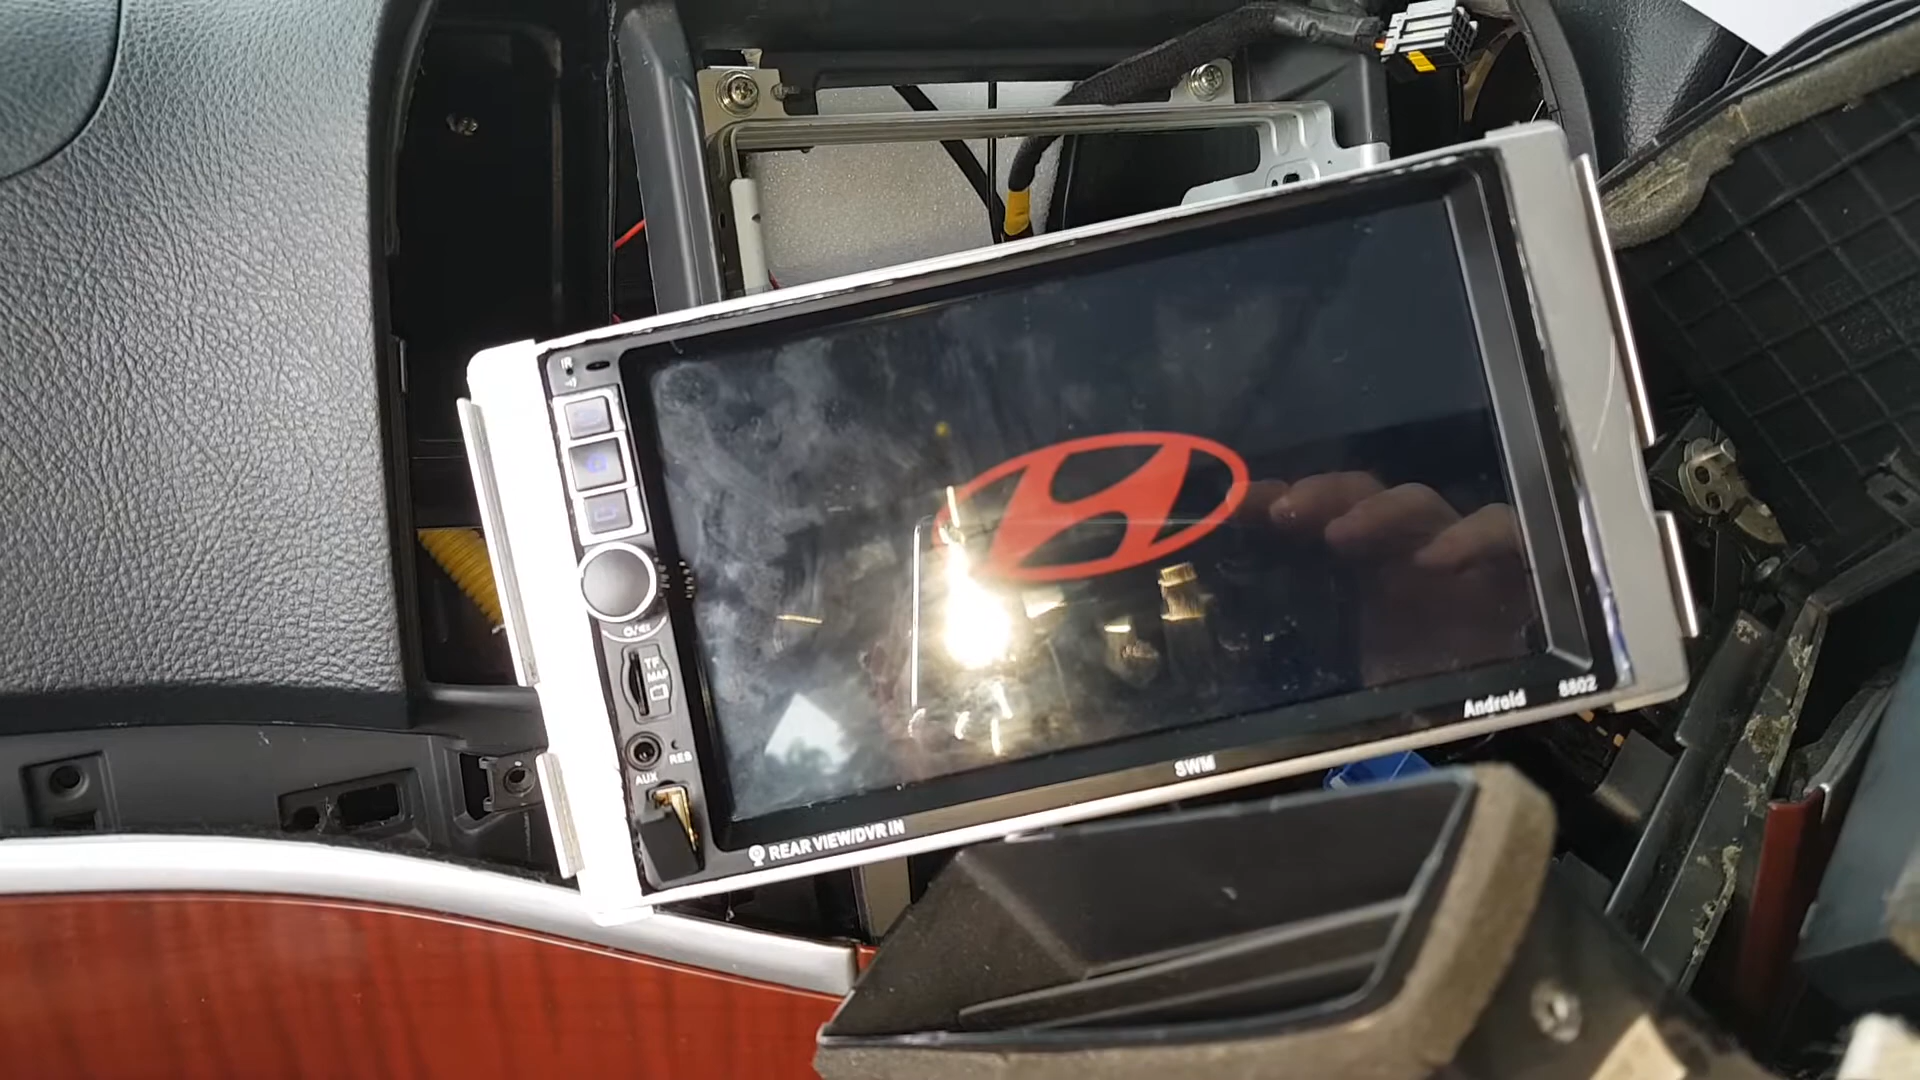 IR
TF
MAP
RES
AUX
REAR VIEW/DVR IN
SWM
Android
8802